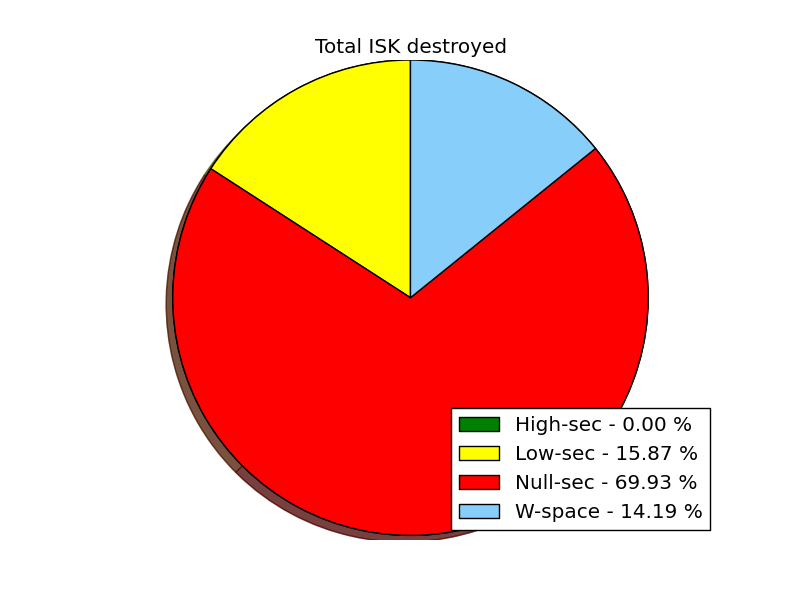 Total ISK destroyed
High-sec - 0.00 %
Low-sec - 15.87 %
Null-sec - 69.93 %
W-space - 14.19 %